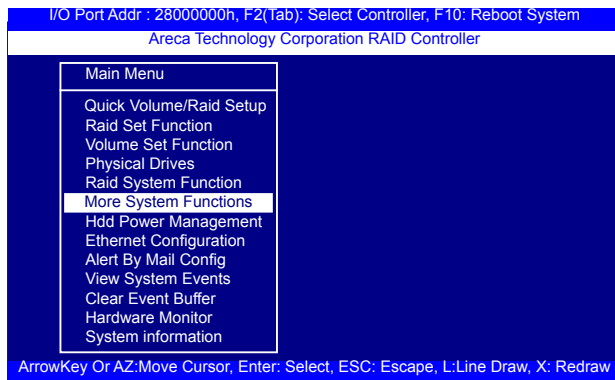 I/O Port Addr : 28000000h, F2(Tab): Select Controller, F10: Reboot System
Areca Technology Corporation RAID Controller
Main Menu
Quick Volume/Raid Setup
Raid Set Function
Volume Set Function
Physical Drives
Raid System Function
More System Functions
Hdd Power Management
Ethernet Configuration
Alert By Mail Config
View System Events
Clear Event Buffer
Hardware Monitor
System information
ArrowKey Or AZ:Move Cursor, Enter: Select, ESC: Escape, L:Line Draw, X: Redraw